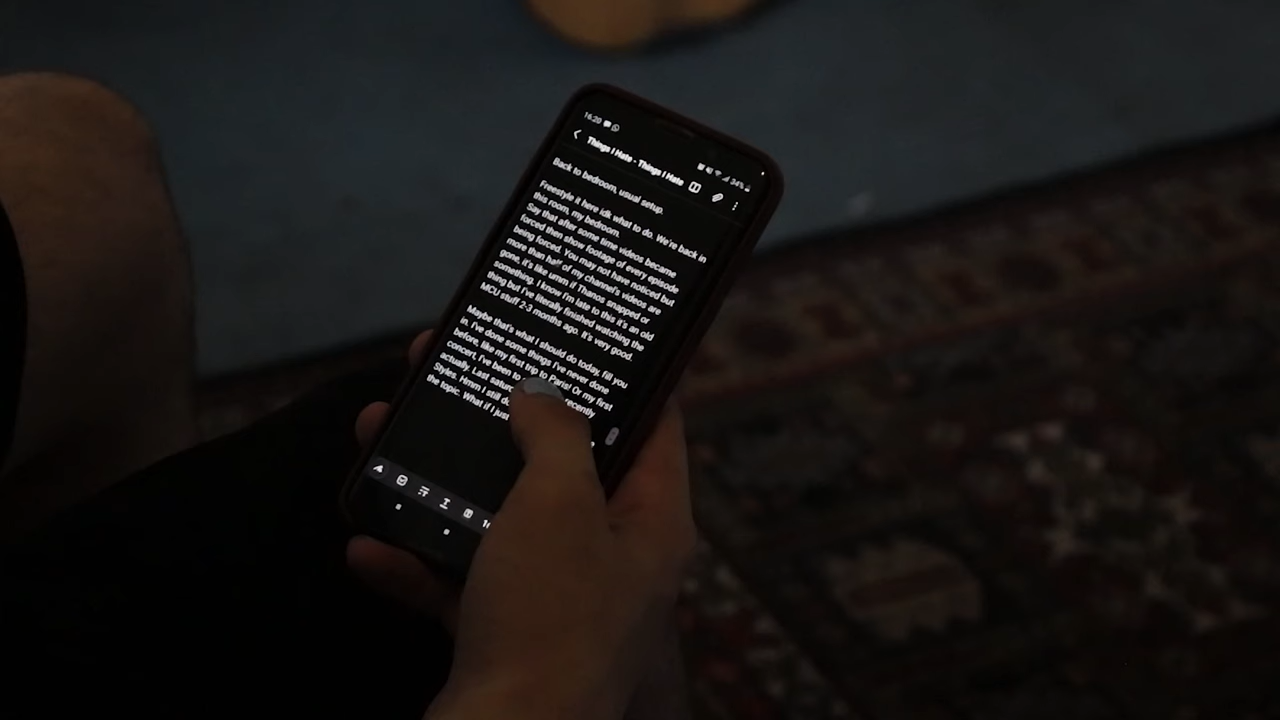 16:20
34%
Things I Hate - Things I Hate
Back to bedroom, usual setup.
Freestyle it here idk what to do. We're back in
this room, my bedroom.
Say that after some time videos became
forced then show footage of every episode
being forced. You may not have noticed but
more than half of my channel's videos are
gone, it's like umm if Thanos snapped or
something. I know I'm late to this it's an old
thing but I've literally finished watching the
MCU stuff 2-3 months ago. It's very good.
Maybe that's what I should do today, fill you
in. I've done some things I've never done
before, like my first trip to Paris! Or my first
concert. I've been to recently
actually. Last
Styles. Hmm I still
the topic. What if I just